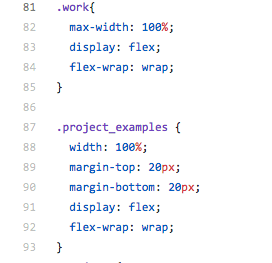 81 .work{
82 max-width: 100%;
83 display: flex;
84 flex-wrap: wrap;
85 }
86
87 .project_examples {
88 width: 100%;
89 margin-top: 20px;
90 margin-bottom: 20px;
91 display: flex;
92 flex-wrap: wrap;
93 }